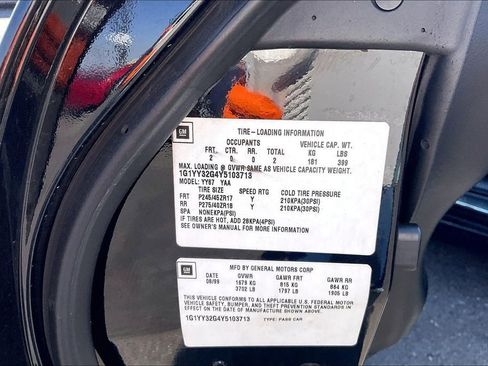 GM
TIRE-LOADING INFORMATION
OCCUPANTS VEHICLE CAP. WT.
FRT. CTR. RR. TOTAL KG LBS
2 0 0 2 181 399
MAX. LOADING @ GVWR SAME AS VEHICLE CAPACITY WEIGHT.
1G1YY32G4Y5103713
YY67 YAA
TIRE SIZE SPEED RTG COLD TIRE PRESSURE
FRT P245/45ZR17 Y 210KPA(30PSI)
RR P275/40ZR18 Y 210KPA(30PSI)
SPA NONEKPA(PSI)
IF TIRES ARE HOT, ADD 28KPA(4PSI)
SEE OWNER'S MANUAL FOR MORE INFORMATION.
GM
MFD BY GENERAL MOTORS CORP
DATE GVWR GAWR FRT GAWR RR
08/99 1679 KG 815 KG 864 KG
3702 LB 1797 LB 1905 LB
THIS VEHICLE CONFORMS TO ALL APPLICABLE U.S. FEDERAL MOTOR
VEHICLE SAFETY, BUMPER, AND THEFT PREVENTION STANDARDS IN
EFFECT ON THE DATE OF MANUFACTURE SHOWN ABOVE.
1G1YY32G4Y5103713 TYPE: PASS CAR